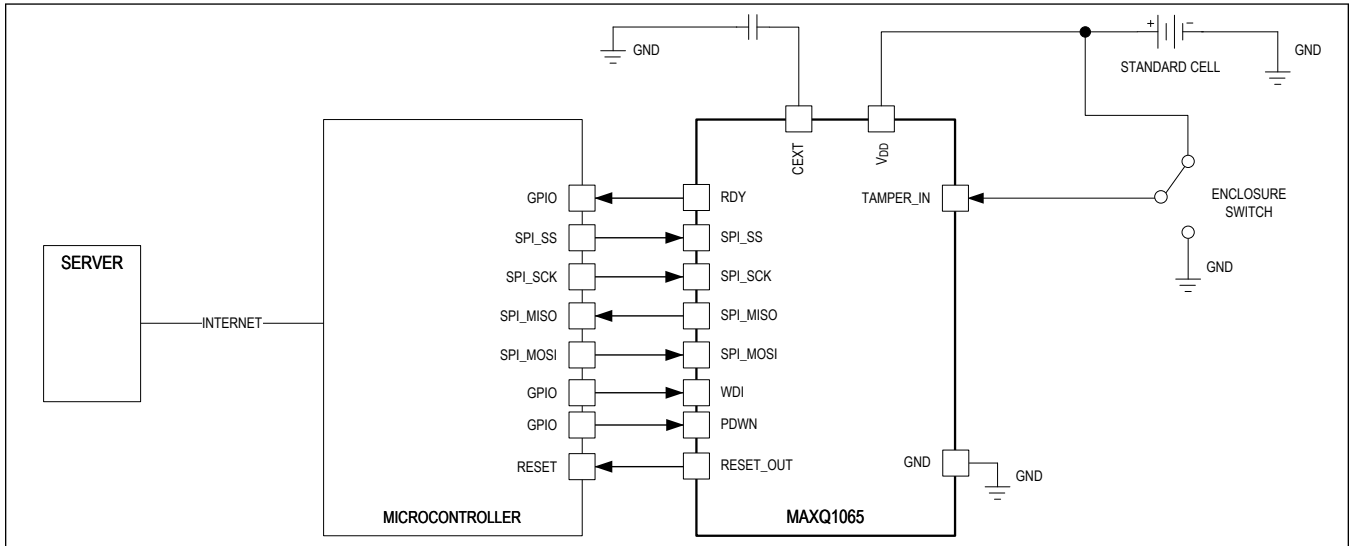 GND
+
−
STANDARD CELL
GND
CEXT
VDD
GPIO
RDY
TAMPER_IN
ENCLOSURE
SWITCH
SPI_SS
SPI_SS
SERVER
GND
SPI_SCK
SPI_SCK
INTERNET
SPI_MISO
SPI_MISO
SPI_MOSI
SPI_MOSI
GPIO
WDI
GPIO
PDWN
RESET
RESET_OUT
GND
GND
MICROCONTROLLER
MAXQ1065